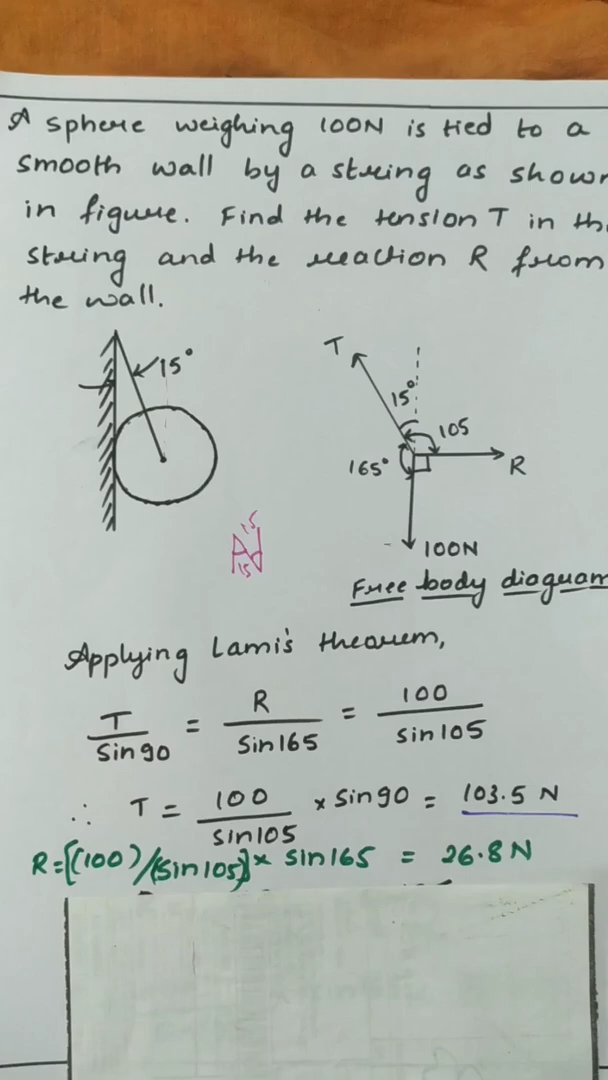 A sphere weighing 100N is tied to a
smooth wall by a string as shown
in figure. Find the tension T in the
string and the reaction R from
the wall.
15°
T
15°
105
165°
R
100N
15
15
Free body diagram
Applying Lami's theorem,
T/Sin90 = R/Sin165 = 100/Sin105
∴ T = 100/Sin105 × Sin90 = 103.5 N
R=[(100)/(Sin105)]× Sin165 = 26.8 N